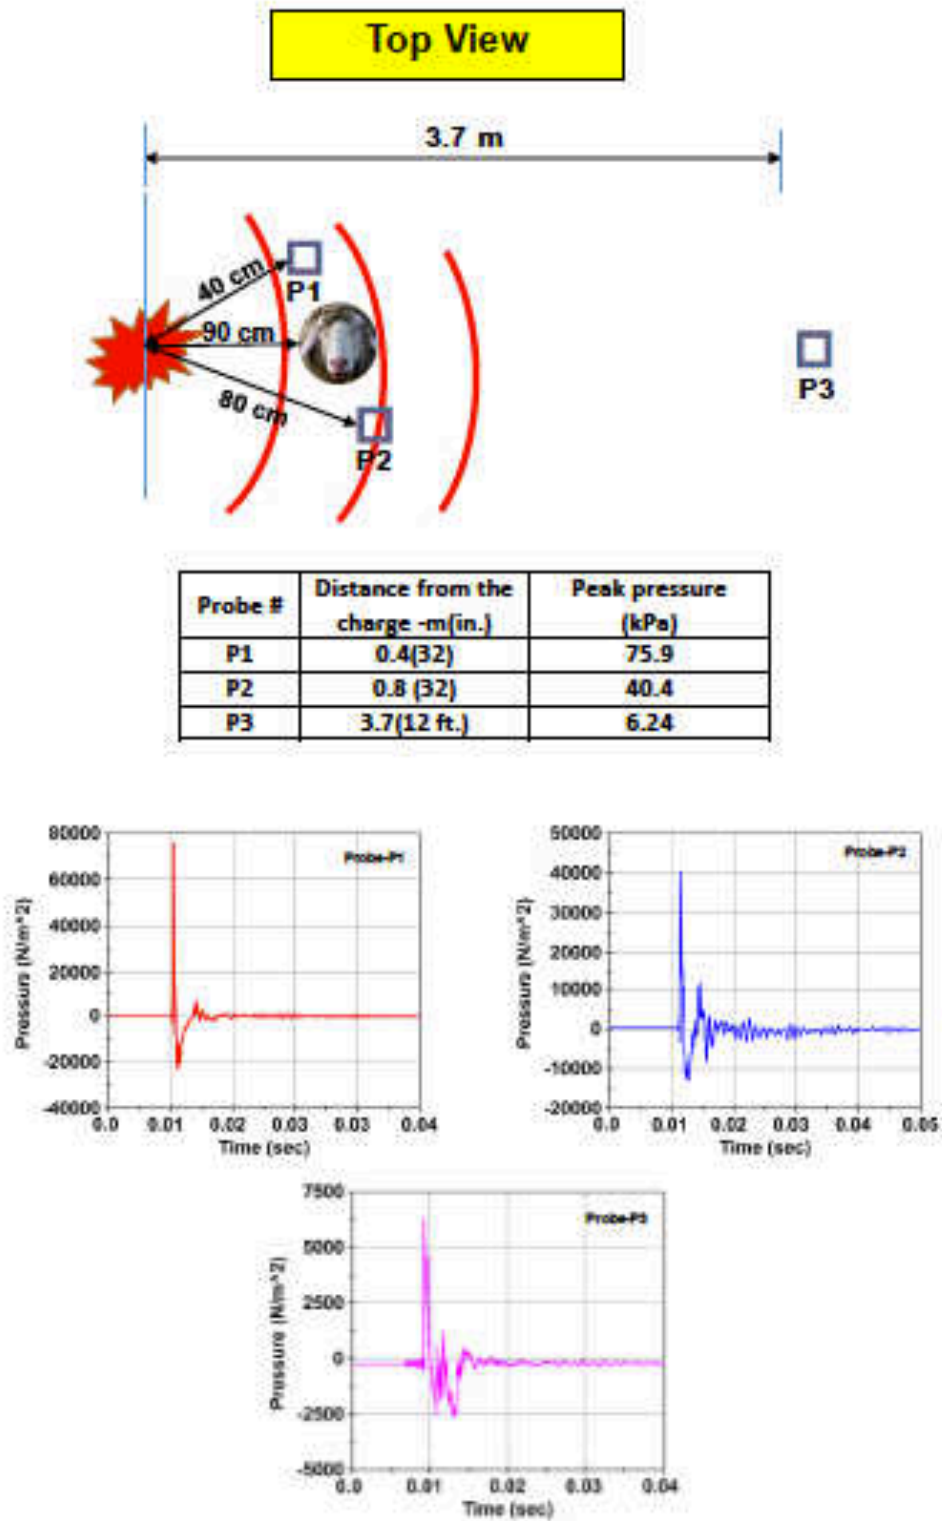 Top View
3.7 m
40 cm
P1
90 cm
80 cm
P2
P3
Probe # Distance from the charge -m(in.) Peak pressure (kPa)
P1 0.4(32) 75.9
P2 0.8 (32) 40.4
P3 3.7(12 ft.) 6.24
Probe-P1
Pressure (N/m^2)
80000
60000
40000
20000
0
-20000
-40000
0.0 0.01 0.02 0.03 0.04
Time (sec)
Probe-P2
Pressure (N/m^2)
50000
40000
30000
20000
10000
0
-10000
-20000
0.0 0.01 0.02 0.03 0.04 0.05
Time (sec)
Probe-P3
Pressure (N/m^2)
7500
5000
2500
0
-2500
-5000
0.0 0.01 0.02 0.03 0.04
Time (sec)